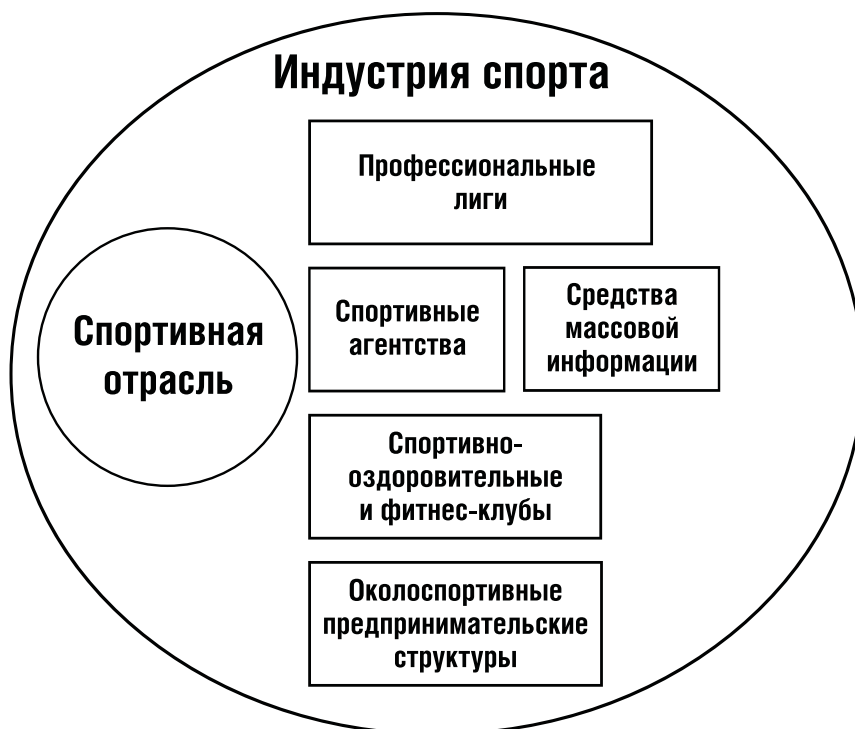 Индустрия спорта
Профессиональные
лиги
Спортивная
отрасль
Спортивные
агентства
Средства
массовой
информации
Спортивно-
оздоровительные
и фитнес-клубы
Околоспортивные
предпринимательские
структуры